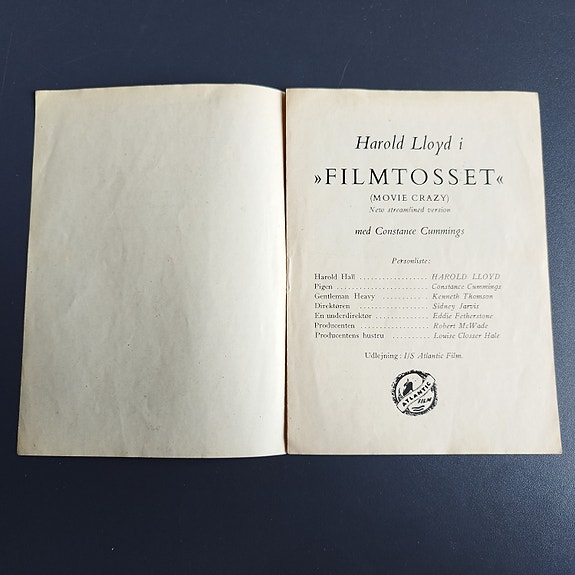 Harold Lloyd i
»FILMTOSSET«
(MOVIE CRAZY)
New streamlined version
med Constance Cummings
Personliste:
Harold Hall .................. HAROLD LLOYD
Pigen ........................ Constance Cummings
Gentleman Heavy ............ Kenneth Thomson
Direktøren .................. Sidney Jarvis
En underdirektør .............. Eddie Fetherstone
Producenten .................. Robert McWade
Producentens hustru .......... Louise Closser Hale
Udlejning: I/S Atlantic Film.
ATLANTIC
FILM